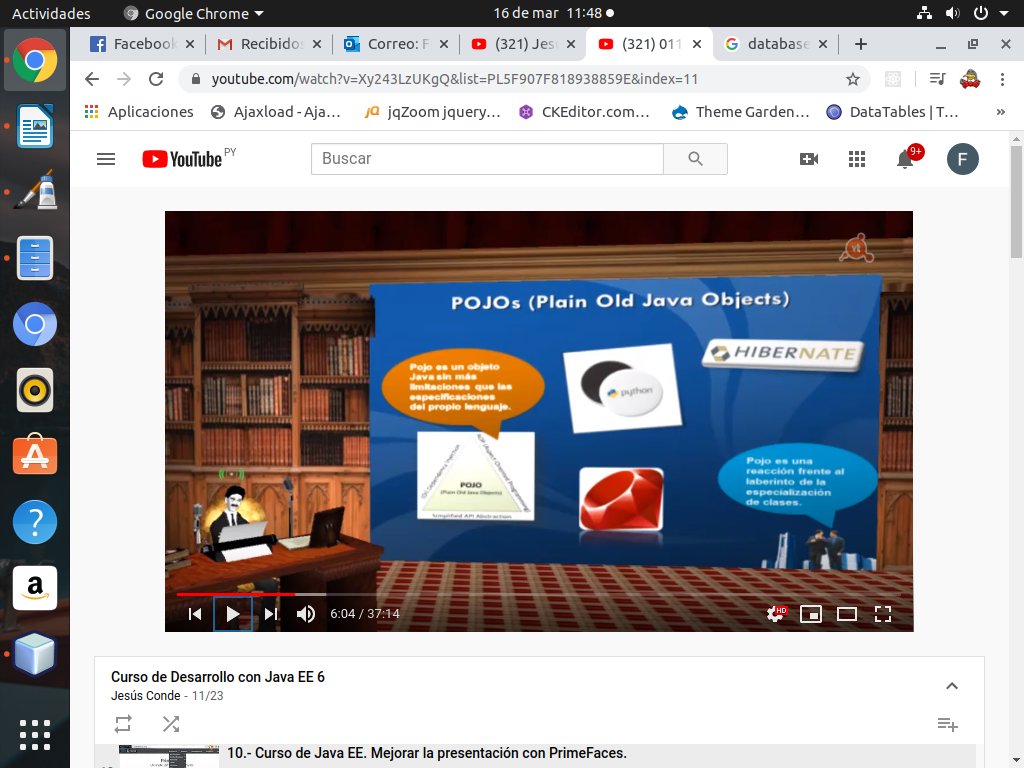 Actividades
Google Chrome
16 de mar 11:48
Facebook
Recibidos
Correo: F
(321) Jes
(321) 011
database
youtube.com/watch?v=Xy243LzUKgQ&list=PL5F907F818938859E&index=11
Aplicaciones
Ajaxload - Aja...
jqZoom jquery...
CKEditor.com...
Theme Garden...
DataTables | T...
»
YouTube PY
Buscar
9+
F
vt
POJOs (Plain Old Java Objects)
Pojo es un objeto
Java sin más
limitaciones que las
especificaciones
del propio lenguaje.
python
HIBERNATE
POJO
(Plain Old Java Objects)
Simplified API Abstraction
Pojo es una
reacción frente al
laberinto de la
especialización
de clases.
6:04 / 37:14
HD
Curso de Desarrollo con Java EE 6
Jesús Conde - 11/23
10.- Curso de Java EE. Mejorar la presentación con PrimeFaces.